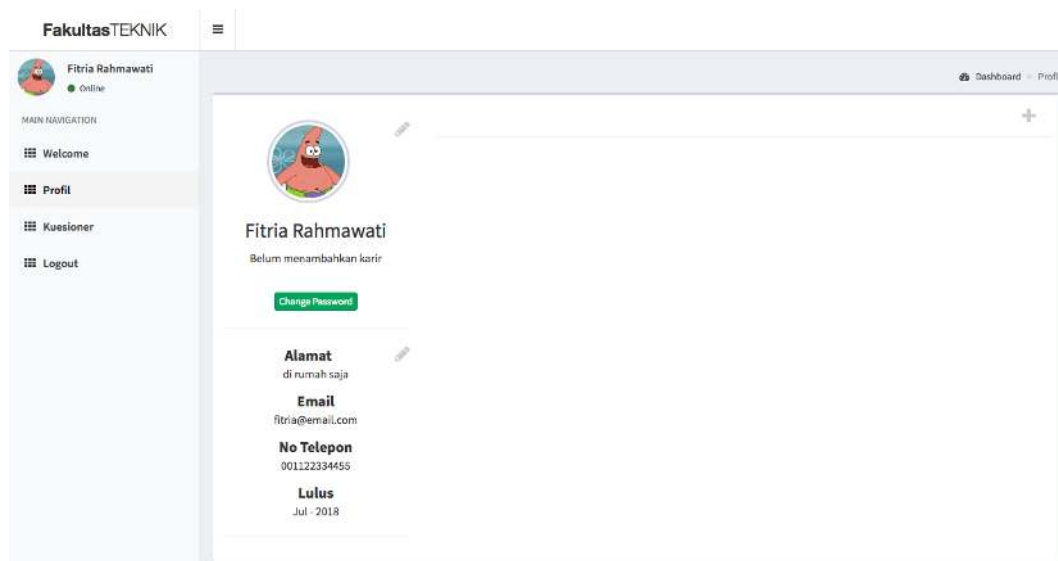 FakultasTEKNIK
Fitria Rahmawati
Online
MAIN NAVIGATION
Welcome
Profil
Kuesioner
Logout
Dashboard > Profil
Fitria Rahmawati
Belum menambahkan karir
Change Password
Alamat
di rumah saja
Email
fitria@email.com
No Telepon
001122334455
Lulus
Jul - 2018